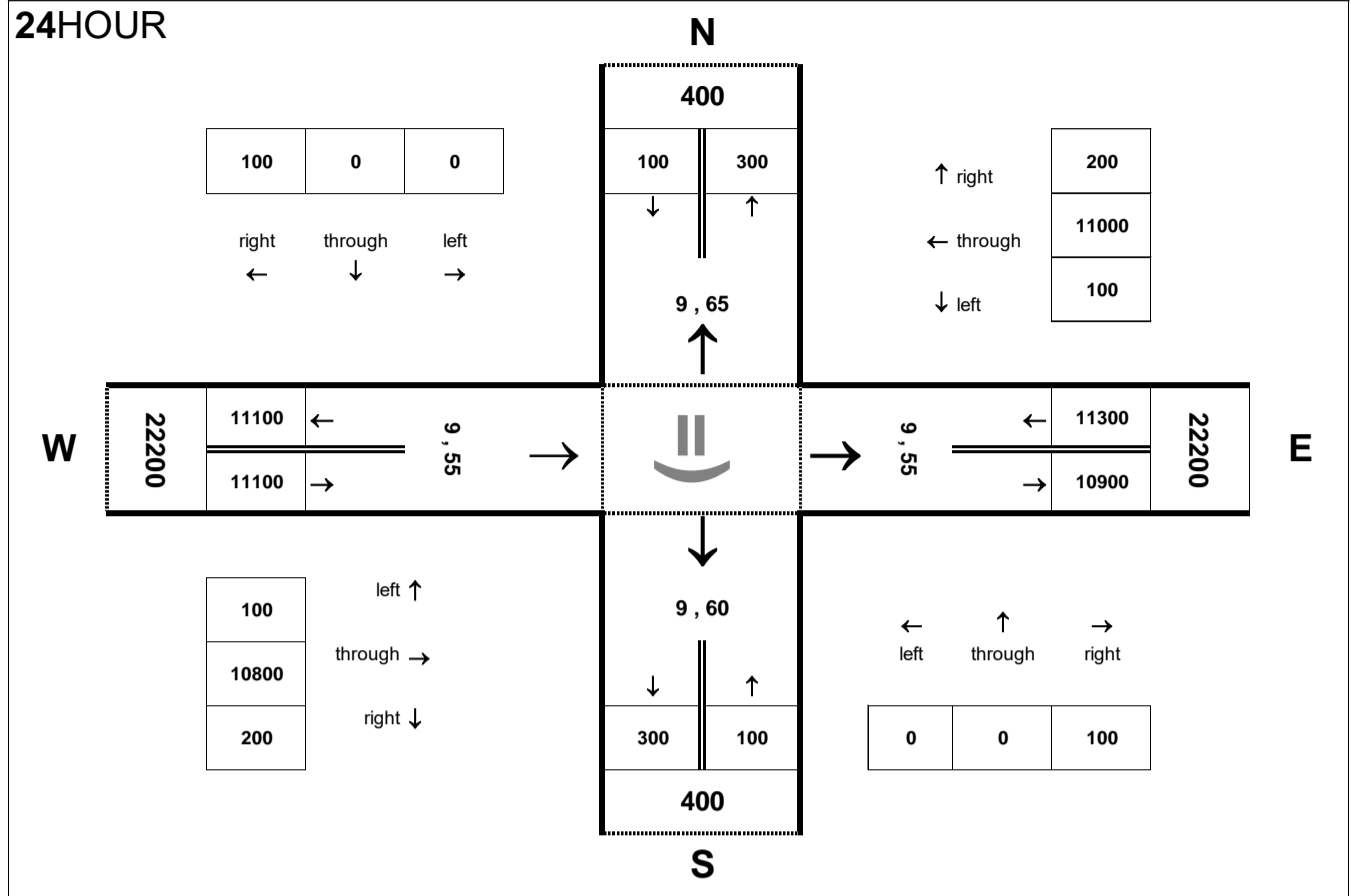 24HOUR
N
400
100 0 0
100 300
200
↑ right
11000
← through
100
↓ left
↓ ↑
right through left
← ↓ →
9 , 65
↑
W
22200
11100 ←
11100 →
9 , 55
→
=)
→
9 , 55
← 11300
→ 10900
22200
E
↓
100
left ↑
10800
through →
200
right ↓
9 , 60
← ↑ →
left through right
↓ ↑
300 100
0 0 100
400
S